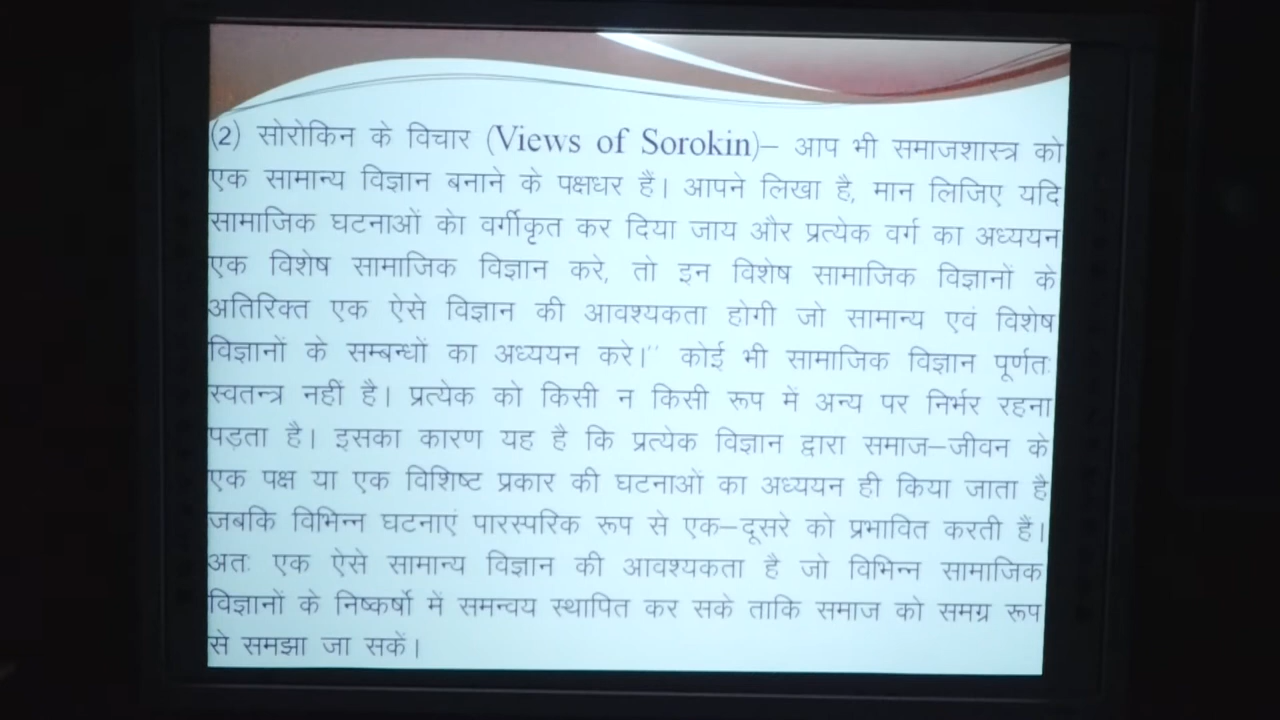 (2) सोरोकिन के विचार (Views of Sorokin)– आप भी समाजशास्त्र को
एक सामान्य विज्ञान बनाने के पक्षधर हैं। आपने लिखा है, मान लिजिए यदि
सामाजिक घटनाओं केा वर्गीकृत कर दिया जाय और प्रत्येक वर्ग का अध्ययन
एक विशेष सामाजिक विज्ञान करे, तो इन विशेष सामाजिक विज्ञानों के
अतिरिक्त एक ऐसे विज्ञान की आवश्यकता होगी जो सामान्य एवं विशेष
विज्ञानों के सम्बन्धों का अध्ययन करे।'' कोई भी सामाजिक विज्ञान पूर्णतः
स्वतन्त्र नहीं है। प्रत्येक को किसी न किसी रूप में अन्य पर निर्भर रहना
पड़ता है। इसका कारण यह है कि प्रत्येक विज्ञान द्वारा समाज–जीवन के
एक पक्ष या एक विशिष्ट प्रकार की घटनाओं का अध्ययन ही किया जाता है
जबकि विभिन्न घटनाएं पारस्परिक रूप से एक–दूसरे को प्रभावित करती हैं।
अतः एक ऐसे सामान्य विज्ञान की आवश्यकता है जो विभिन्न सामाजिक
विज्ञानों के निष्कर्षो में समन्वय स्थापित कर सके ताकि समाज को समग्र रूप
से समझा जा सकें।